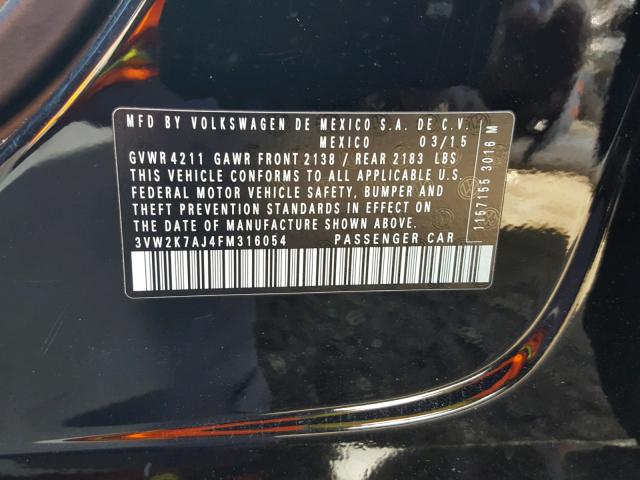 MFD BY VOLKSWAGEN DE MEXICO S.A. DE C.V.
MEXICO 03/15
GVWR 4211 GAWR FRONT 2138 / REAR 2183 LBS
THIS VEHICLE CONFORMS TO ALL APPLICABLE U.S.
FEDERAL MOTOR VEHICLE SAFETY, BUMPER AND
THEFT PREVENTION STANDARDS IN EFFECT ON
THE DATE OF MANUFACTURE SHOWN ABOVE.
3VW2K7AJ4FM316054 PASSENGER CAR
1157155 3016 M